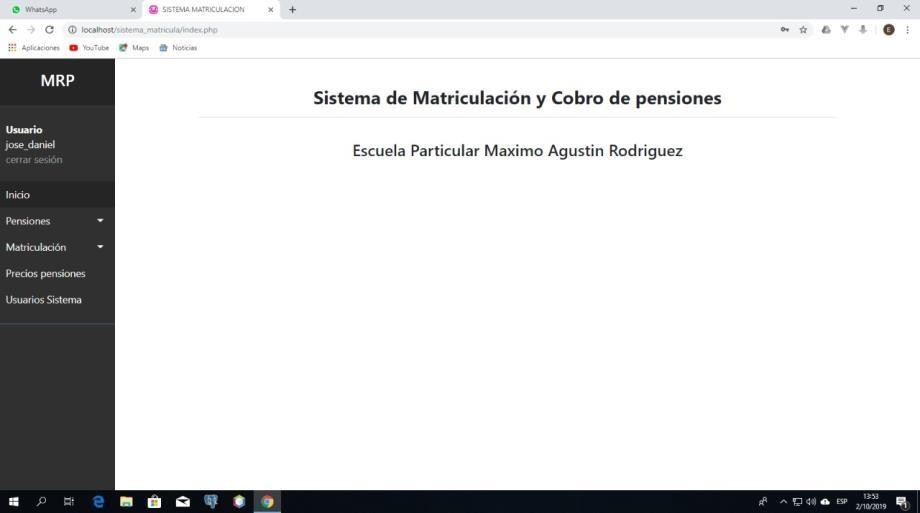 WhatsApp
SISTEMA MATRICULACION
localhost/sistema_matricula/index.php
Aplicaciones YouTube Maps Noticias
MRP
Usuario
jose_daniel
cerrar sesión
Inicio
Pensiones
Matriculación
Precios pensiones
Usuarios Sistema
Sistema de Matriculación y Cobro de pensiones
Escuela Particular Maximo Agustin Rodriguez
E
ESP
13:53
2/10/2019
1